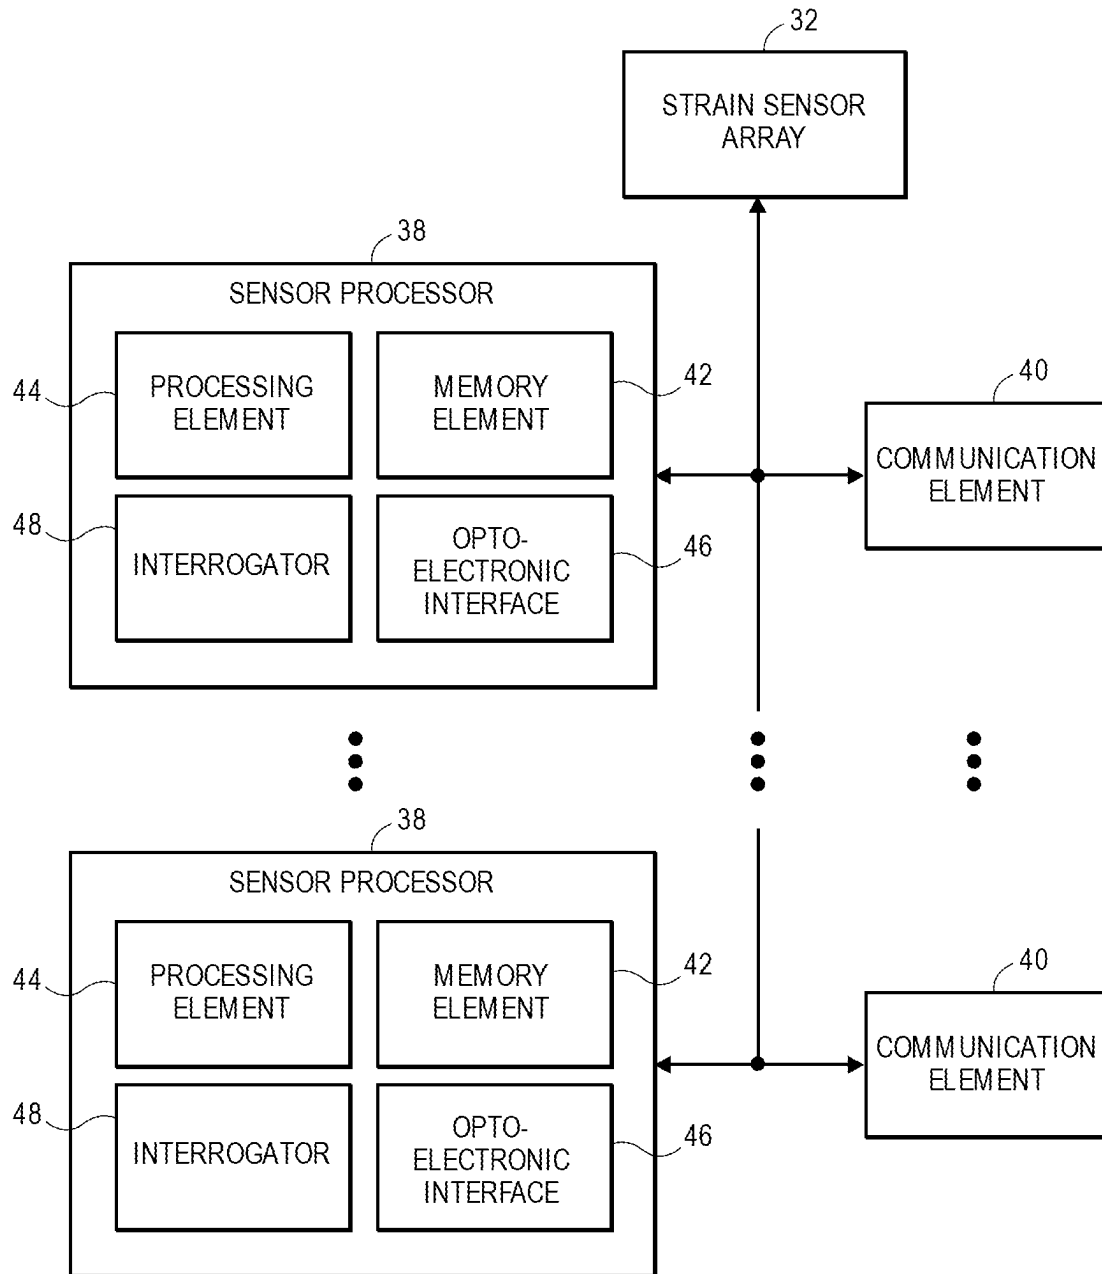 32
STRAIN SENSOR
ARRAY
38
SENSOR PROCESSOR
44
PROCESSING
ELEMENT
MEMORY
ELEMENT
42
48
INTERROGATOR
OPTO-
ELECTRONIC
INTERFACE
46
40
COMMUNICATION
ELEMENT
38
SENSOR PROCESSOR
44
PROCESSING
ELEMENT
MEMORY
ELEMENT
42
48
INTERROGATOR
OPTO-
ELECTRONIC
INTERFACE
46
40
COMMUNICATION
ELEMENT